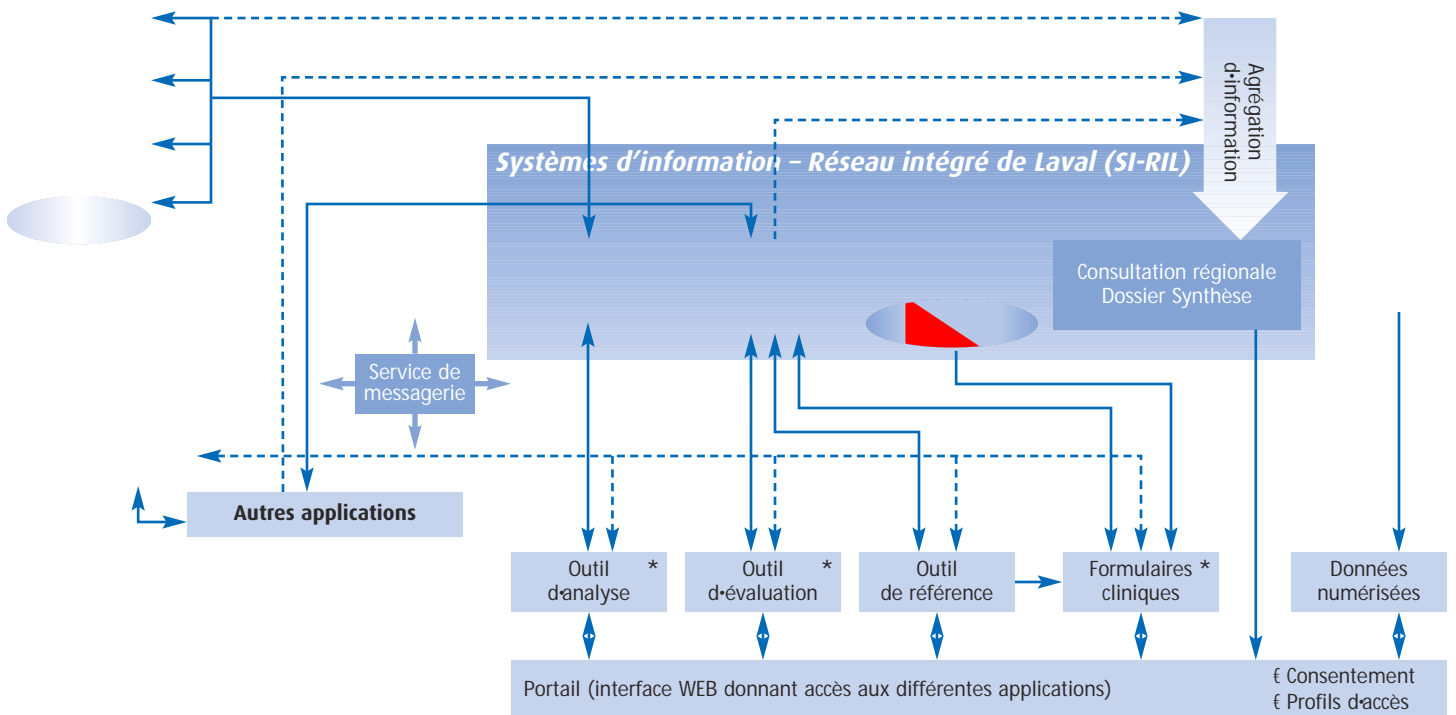 Agrégation
d•information
Systèmes d’information – Réseau intégré de Laval (SI-RIL)
Consultation régionale
Dossier Synthèse
Service de
messagerie
Autres applications
Outil *
d•analyse
Outil *
d•évaluation
Outil
de référence
Formulaires *
cliniques
Données
numérisées
Portail (interface WEB donnant accès aux différentes applications)
€ Consentement
€ Profils d•accès